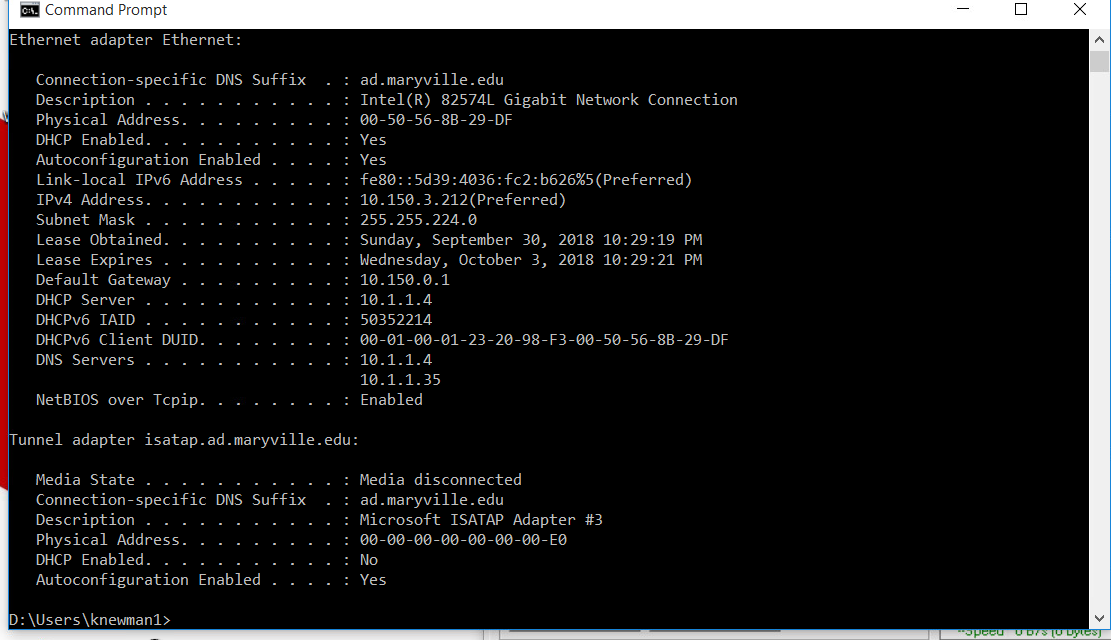 Command Prompt
Ethernet adapter Ethernet:
Connection-specific DNS Suffix . : ad.maryville.edu
Description . . . . . . . . . . . : Intel(R) 82574L Gigabit Network Connection
Physical Address. . . . . . . . . : 00-50-56-8B-29-DF
DHCP Enabled. . . . . . . . . . . : Yes
Autoconfiguration Enabled . . . . : Yes
Link-local IPv6 Address . . . . . : fe80::5d39:4036:fc2:b626%5(Preferred)
IPv4 Address. . . . . . . . . . . : 10.150.3.212(Preferred)
Subnet Mask . . . . . . . . . . . : 255.255.224.0
Lease Obtained. . . . . . . . . . : Sunday, September 30, 2018 10:29:19 PM
Lease Expires . . . . . . . . . . : Wednesday, October 3, 2018 10:29:21 PM
Default Gateway . . . . . . . . . : 10.150.0.1
DHCP Server . . . . . . . . . . . : 10.1.1.4
DHCPv6 IAID . . . . . . . . . . . : 50352214
DHCPv6 Client DUID. . . . . . . . : 00-01-00-01-23-20-98-F3-00-50-56-8B-29-DF
DNS Servers . . . . . . . . . . . : 10.1.1.4
10.1.1.35
NetBIOS over Tcpip. . . . . . . . : Enabled
Tunnel adapter isatap.ad.maryville.edu:
Media State . . . . . . . . . . . : Media disconnected
Connection-specific DNS Suffix . : ad.maryville.edu
Description . . . . . . . . . . . : Microsoft ISATAP Adapter #3
Physical Address. . . . . . . . . : 00-00-00-00-00-00-00-E0
DHCP Enabled. . . . . . . . . . . : No
Autoconfiguration Enabled . . . . : Yes
D:\Users\knewman1>
Speed 0 b/s (0 bytes)